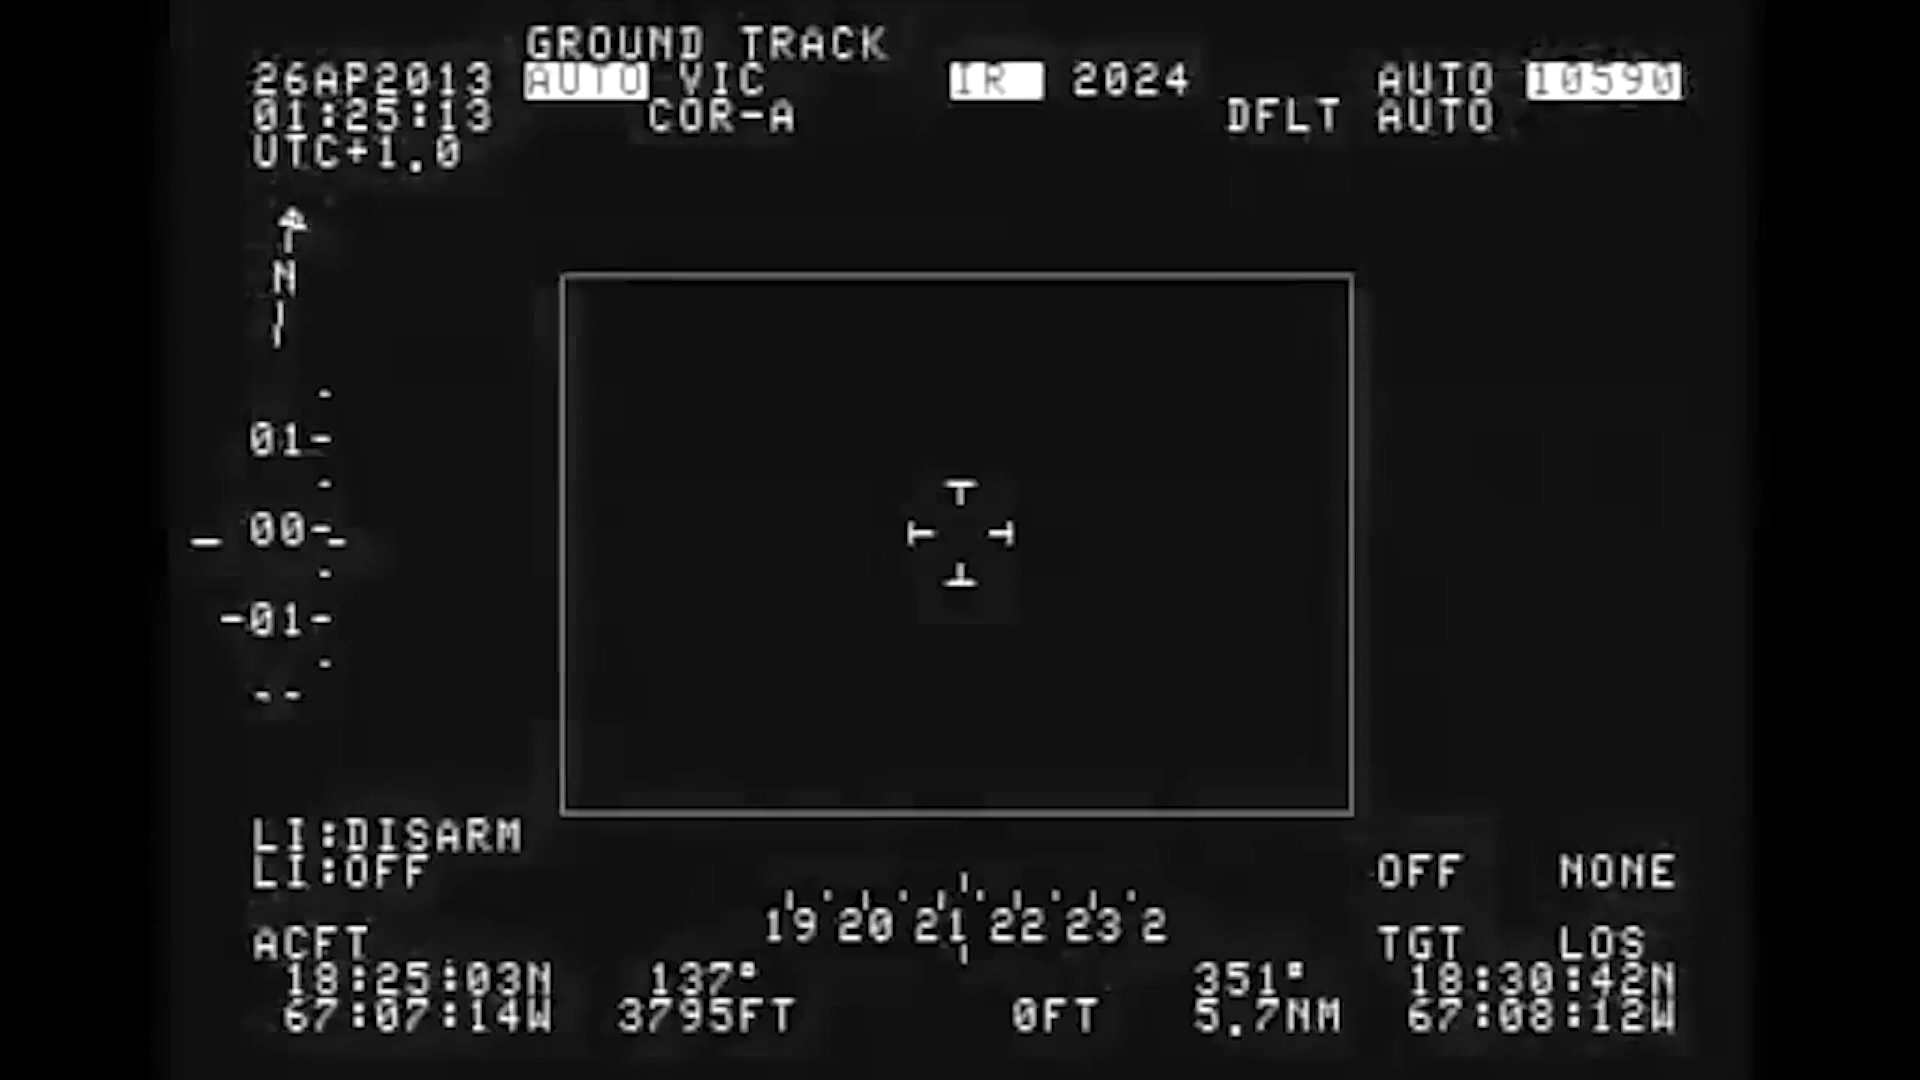 GROUND TRACK
26AP2013 AUTO VIC IR 2024 AUTO 10590
01:25:13 COR-A DFLT AUTO
UTC+1.0
N
01-
00-
-01-
--
LI:DISARM
LI:OFF OFF NONE
19 20 21 22 23 2
ACFT TGT LOS
18:25:03N 137° 351° 18:30:42N
67:07:14W 3795FT 0FT 5.7NM 67:08:12W